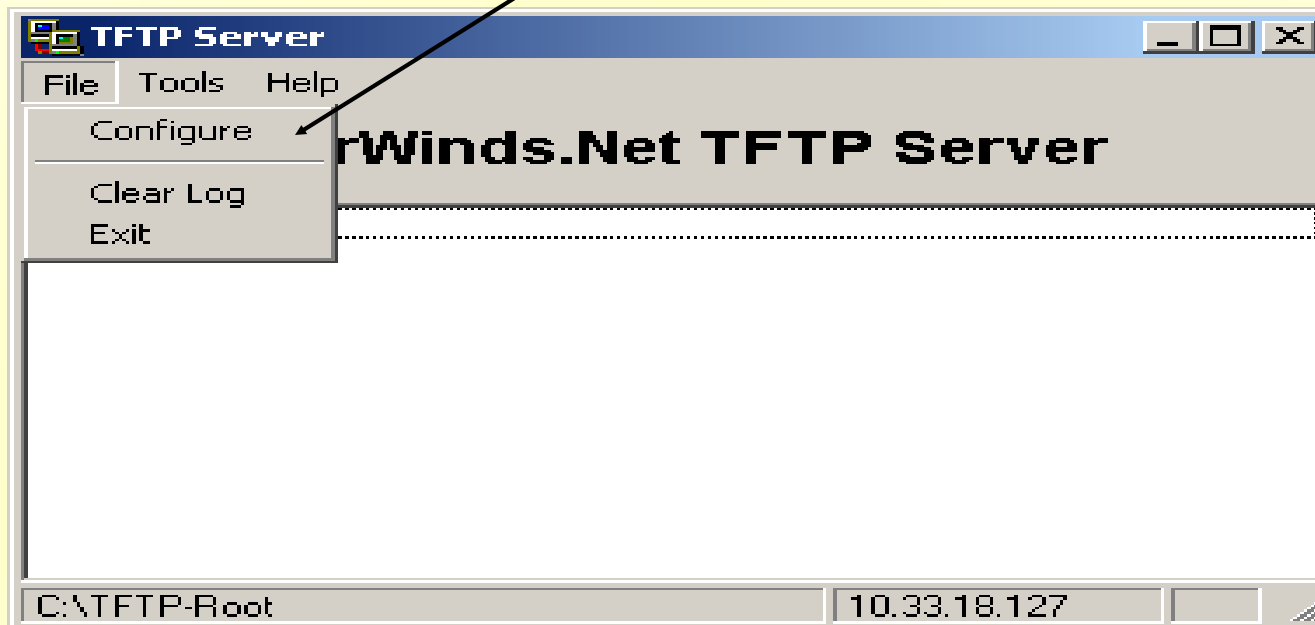 TFTP Server
File Tools Help
Configure
rWinds.Net TFTP Server
Clear Log
Exit
C:\TFTP-Root 10.33.18.127